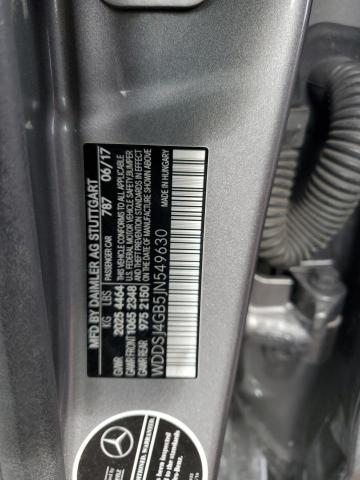 MFD BY DAIMLER AG STUTTGART
PASSENGER CAR 787 06/17
KG LBS
GVWR 2025 4464
GAWR FRONT 1065 2348
GAWR REAR 975 2150
THIS VEHICLE CONFORMS TO ALL APPLICABLE
FEDERAL MOTOR VEHICLE SAFETY, BUMPER
AND THEFT PREVENTION STANDARDS IN EFFECT
ON THE DATE OF MANUFACTURE SHOWN ABOVE.
WDDSJ4GB5JN549630
MADE IN HUNGARY